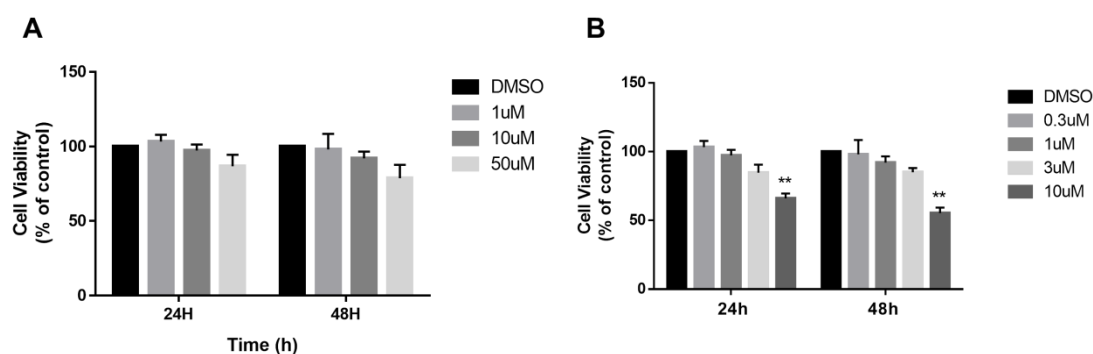 A
Cell Viability
(% of control)
150
100
50
0
24H
48H
Time (h)
DMSO
1uM
10uM
50uM
B
Cell Viability
(% of control)
150
100
50
0
**
**
24h
48h
DMSO
0.3uM
1uM
3uM
10uM